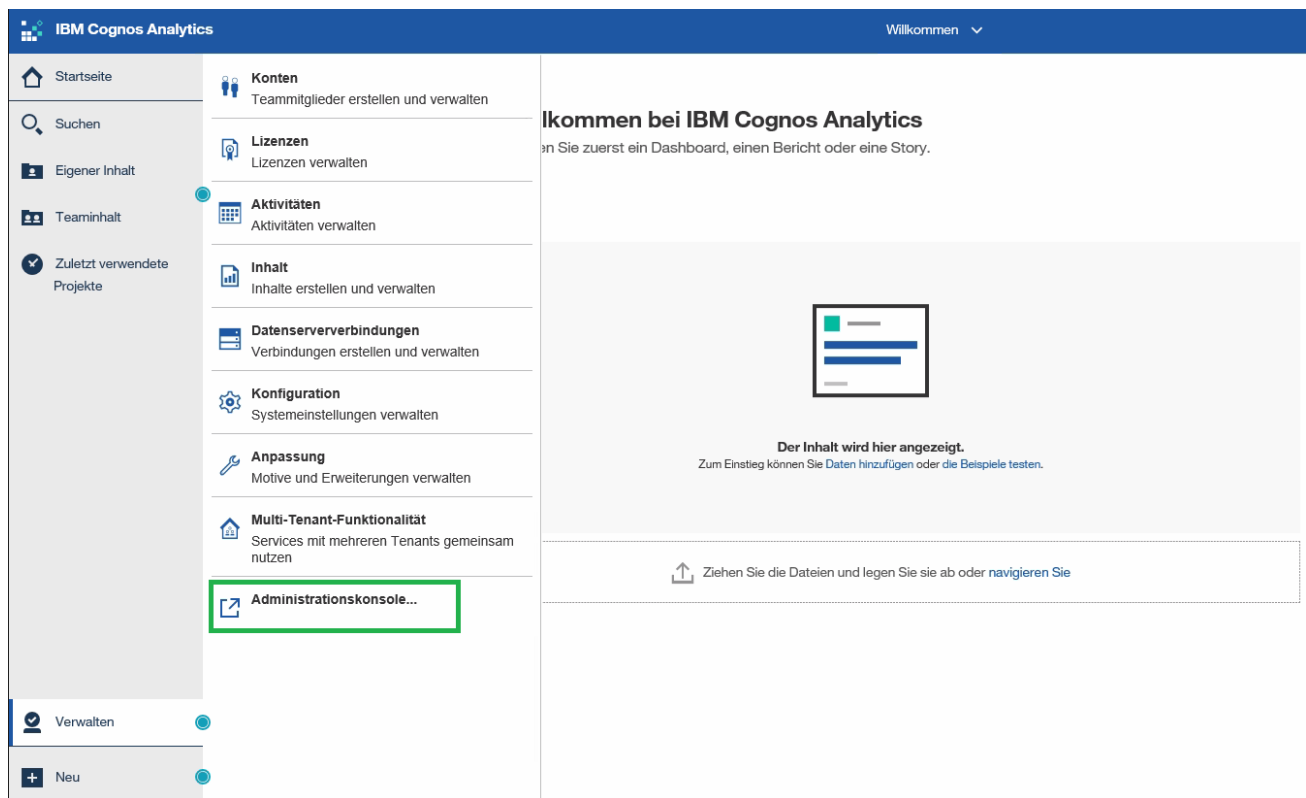 IBM Cognos Analytics
Willkommen
Startseite
Suchen
Eigener Inhalt
Teaminhalt
Zuletzt verwendete
Projekte
Verwalten
Neu
Konten
Teammitglieder erstellen und verwalten
Lizenzen
Lizenzen verwalten
Aktivitäten
Aktivitäten verwalten
Inhalt
Inhalte erstellen und verwalten
Datenserververbindungen
Verbindungen erstellen und verwalten
Konfiguration
Systemeinstellungen verwalten
Anpassung
Motive und Erweiterungen verwalten
Multi-Tenant-Funktionalität
Services mit mehreren Tenants gemeinsam
nutzen
Administrationskonsole...
lkommen bei IBM Cognos Analytics
en Sie zuerst ein Dashboard, einen Bericht oder eine Story.
Der Inhalt wird hier angezeigt.
Zum Einstieg können Sie Daten hinzufügen oder die Beispiele testen.
Ziehen Sie die Dateien und legen Sie sie ab oder navigieren Sie